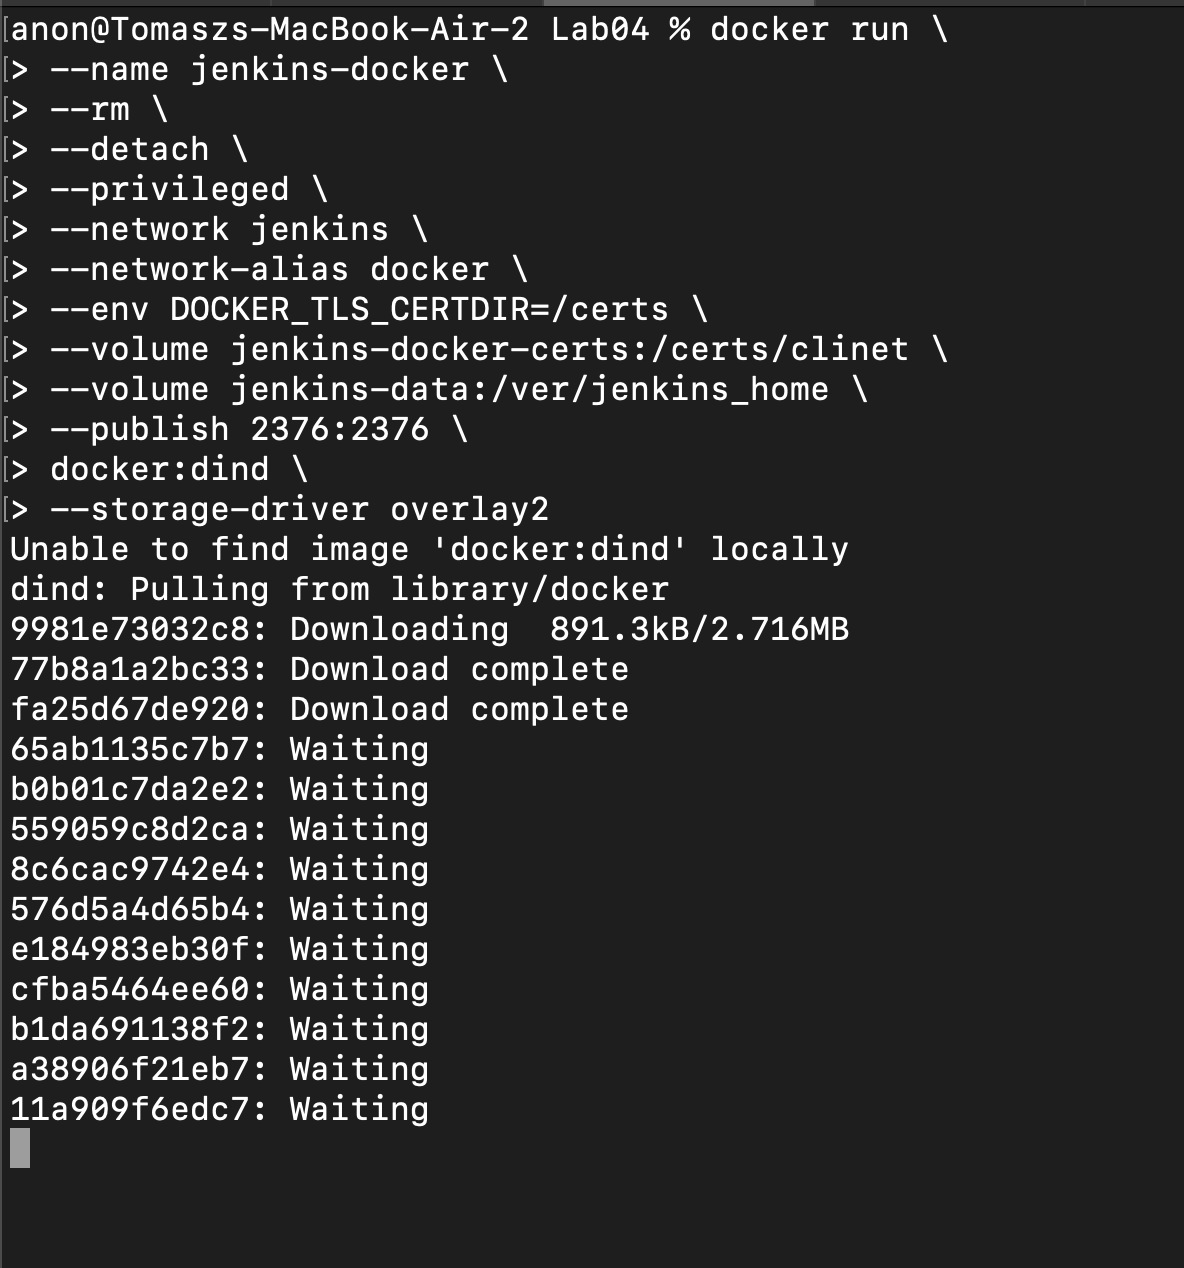 [anon@Tomaszs-MacBook-Air-2 Lab04 % docker run \
[> --name jenkins-docker \
[> --rm \
[> --detach \
[> --privileged \
[> --network jenkins \
[> --network-alias docker \
[> --env DOCKER_TLS_CERTDIR=/certs \
[> --volume jenkins-docker-certs:/certs/clinet \
[> --volume jenkins-data:/ver/jenkins_home \
[> --publish 2376:2376 \
[> docker:dind \
[> --storage-driver overlay2
Unable to find image 'docker:dind' locally
dind: Pulling from library/docker
9981e73032c8: Downloading  891.3kB/2.716MB
77b8a1a2bc33: Download complete
fa25d67de920: Download complete
65ab1135c7b7: Waiting
b0b01c7da2e2: Waiting
559059c8d2ca: Waiting
8c6cac9742e4: Waiting
576d5a4d65b4: Waiting
e184983eb30f: Waiting
cfba5464ee60: Waiting
b1da691138f2: Waiting
a38906f21eb7: Waiting
11a909f6edc7: Waiting